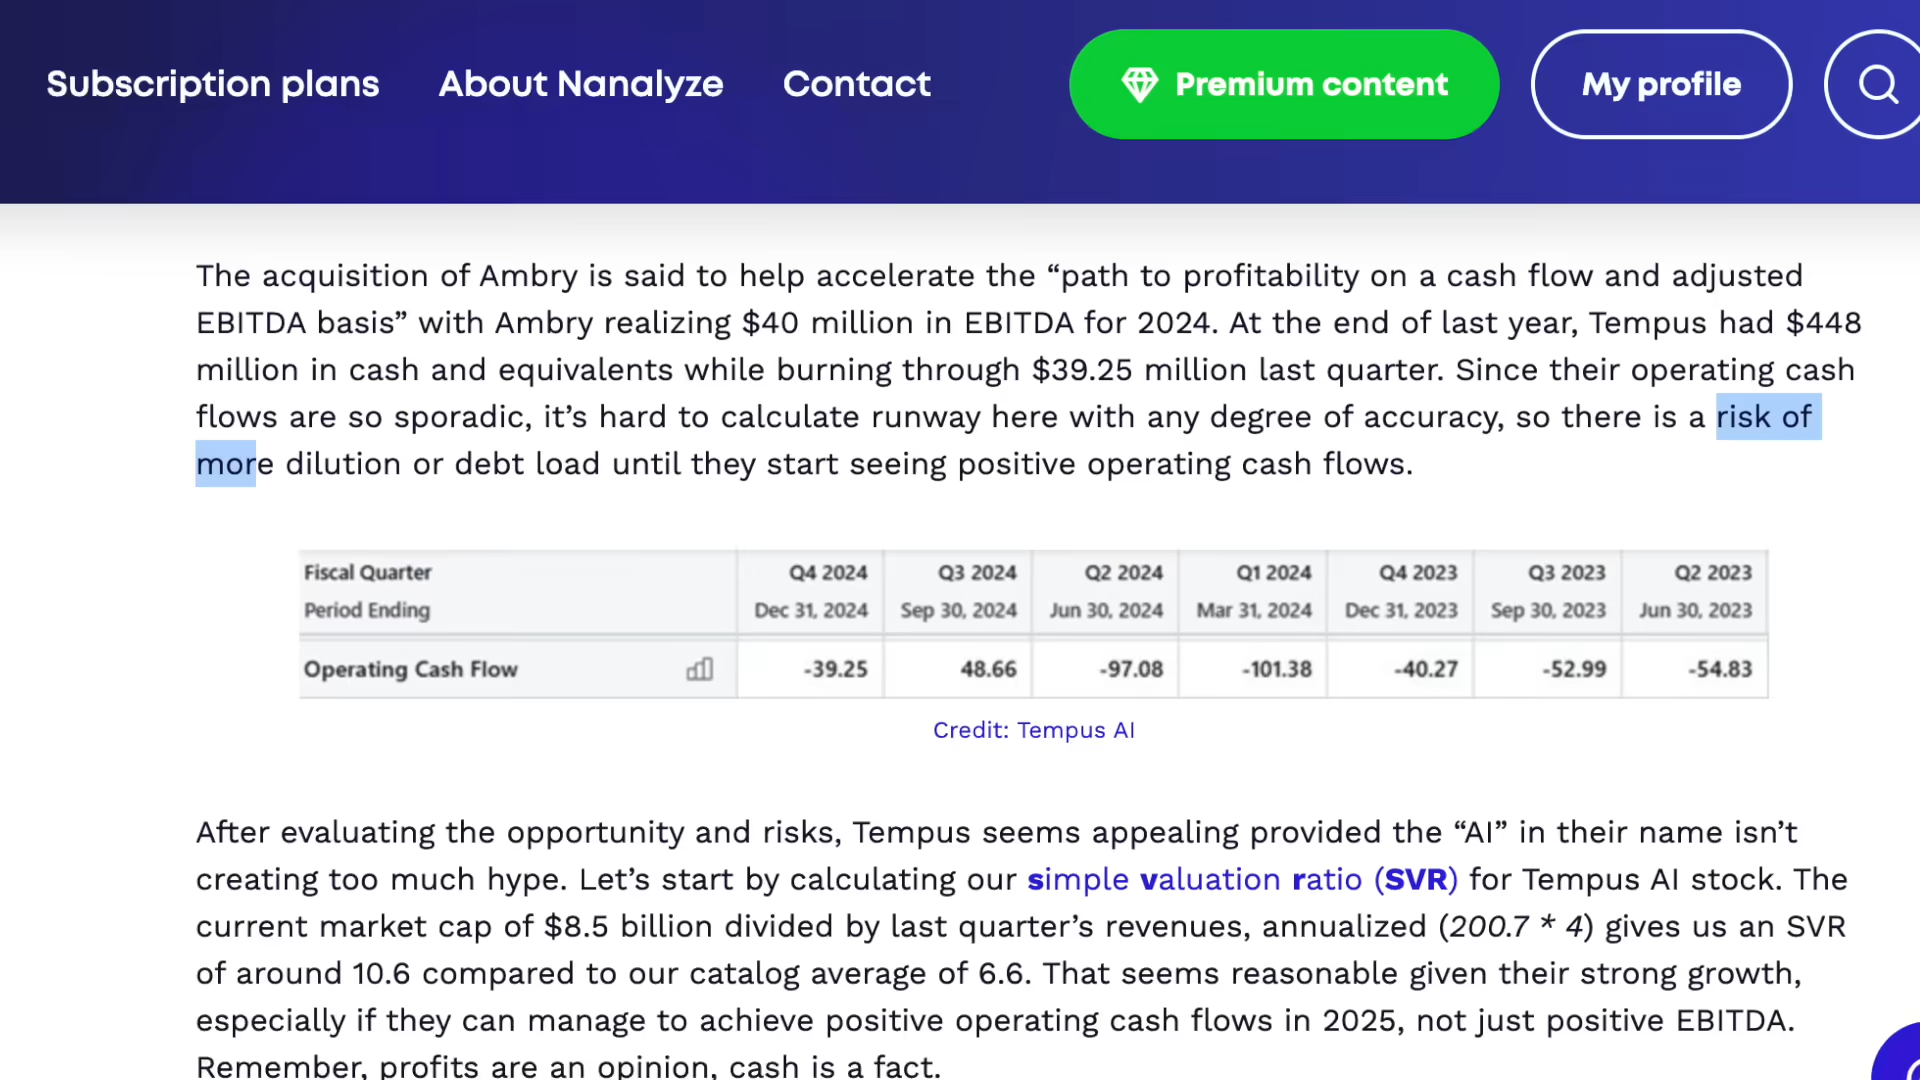 Subscription plans About Nanalyze Contact Premium content My profile
The acquisition of Ambry is said to help accelerate the “path to profitability on a cash flow and adjusted
EBITDA basis” with Ambry realizing $40 million in EBITDA for 2024. At the end of last year, Tempus had $448
million in cash and equivalents while burning through $39.25 million last quarter. Since their operating cash
flows are so sporadic, it’s hard to calculate runway here with any degree of accuracy, so there is a risk of
more dilution or debt load until they start seeing positive operating cash flows.
Fiscal Quarter Q4 2024 Q3 2024 Q2 2024 Q1 2024 Q4 2023 Q3 2023 Q2 2023
Period Ending Dec 31, 2024 Sep 30, 2024 Jun 30, 2024 Mar 31, 2024 Dec 31, 2023 Sep 30, 2023 Jun 30, 2023
Operating Cash Flow -39.25 48.66 -97.08 -101.38 -40.27 -52.99 -54.83
Credit: Tempus AI
After evaluating the opportunity and risks, Tempus seems appealing provided the “AI” in their name isn’t
creating too much hype. Let’s start by calculating our simple valuation ratio (SVR) for Tempus AI stock. The
current market cap of $8.5 billion divided by last quarter’s revenues, annualized (200.7 * 4) gives us an SVR
of around 10.6 compared to our catalog average of 6.6. That seems reasonable given their strong growth,
especially if they can manage to achieve positive operating cash flows in 2025, not just positive EBITDA.
Remember, profits are an opinion, cash is a fact.